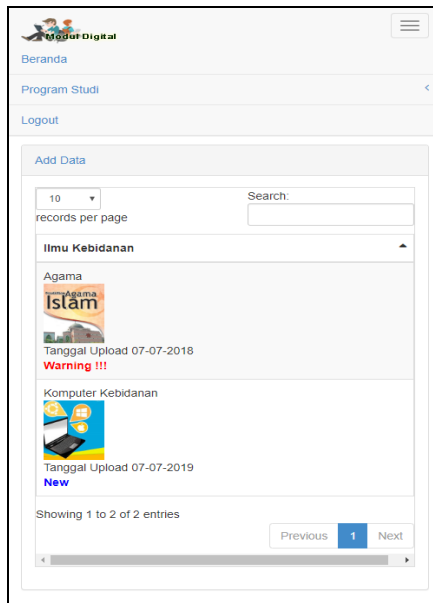 Modul Digital
Beranda
Program Studi
Logout
Add Data
10
records per page
Search:
Ilmu Kebidanan
Agama
Agama
Islam
Tanggal Upload 07-07-2018
Warning !!!
Komputer Kebidanan
Tanggal Upload 07-07-2019
New
Showing 1 to 2 of 2 entries
Previous 1 Next